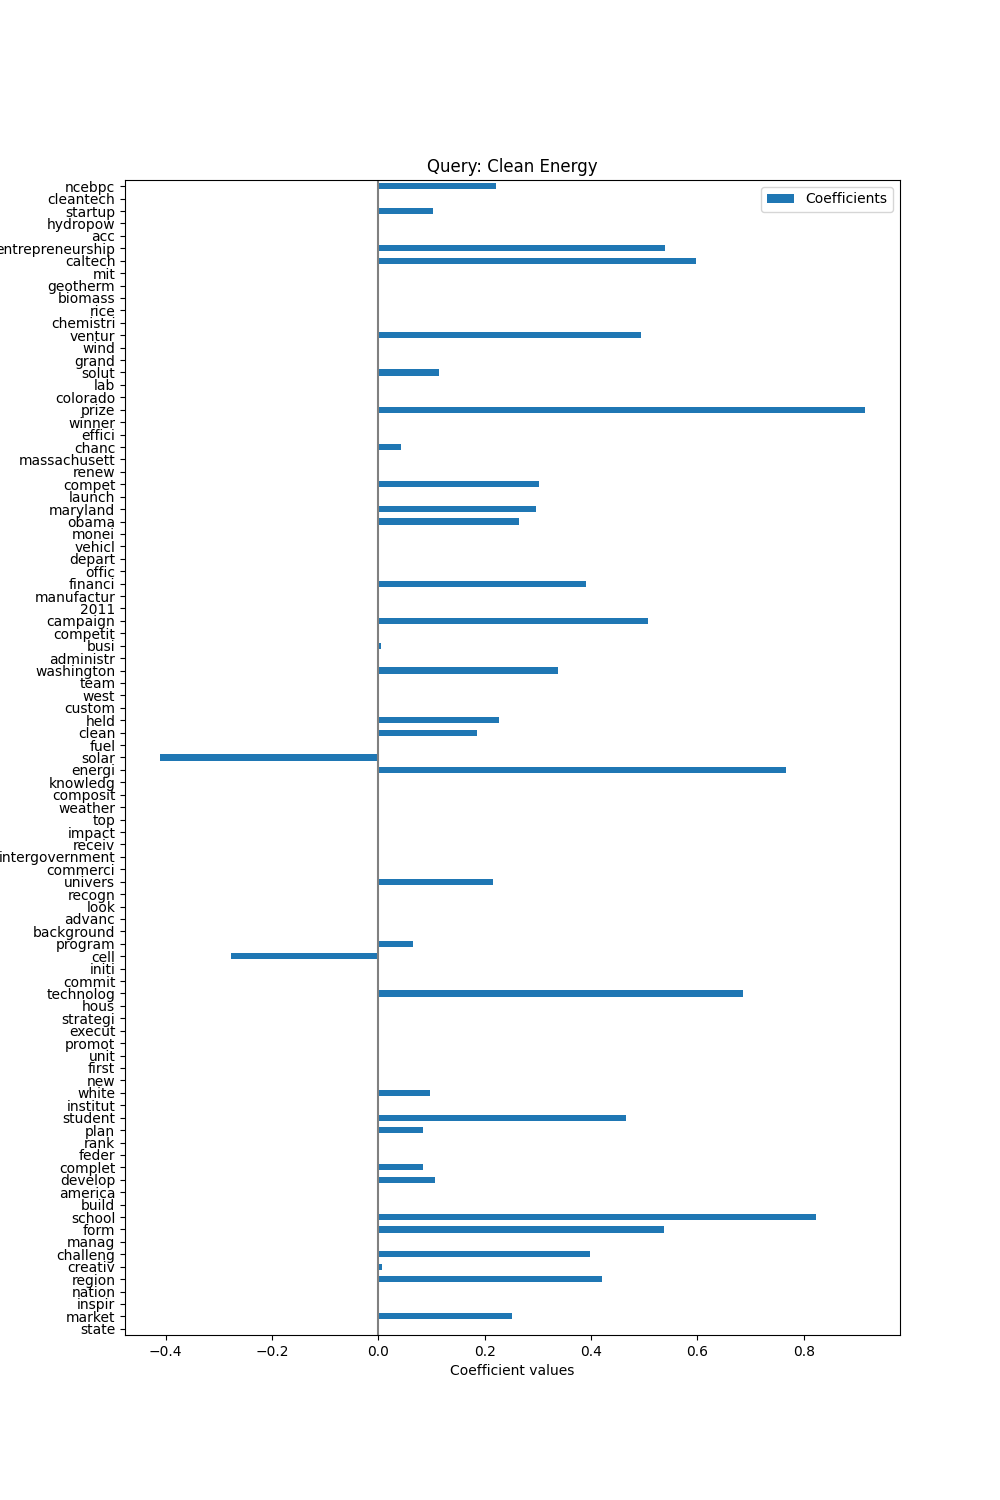 Query: Clean Energy
Coefficients
ncebpc
cleantech
startup
hydropow
acc
entrepreneurship
caltech
mit
geotherm
biomass
rice
chemistri
ventur
wind
grand
solut
lab
colorado
prize
winner
effici
chanc
massachusett
renew
compet
launch
maryland
obama
monei
vehicl
depart
offic
financi
manufactur
2011
campaign
competit
busi
administr
washington
team
west
custom
held
clean
fuel
solar
energi
knowledg
composit
weather
top
impact
receiv
intergovernment
commerci
univers
recogn
look
advanc
background
program
cell
initi
commit
technolog
hous
strategi
execut
promot
unit
first
new
white
institut
student
plan
rank
feder
complet
develop
america
build
school
form
manag
challeng
creativ
region
nation
inspir
market
state
−0.4 −0.2 0.0 0.2 0.4 0.6 0.8
Coefficient values